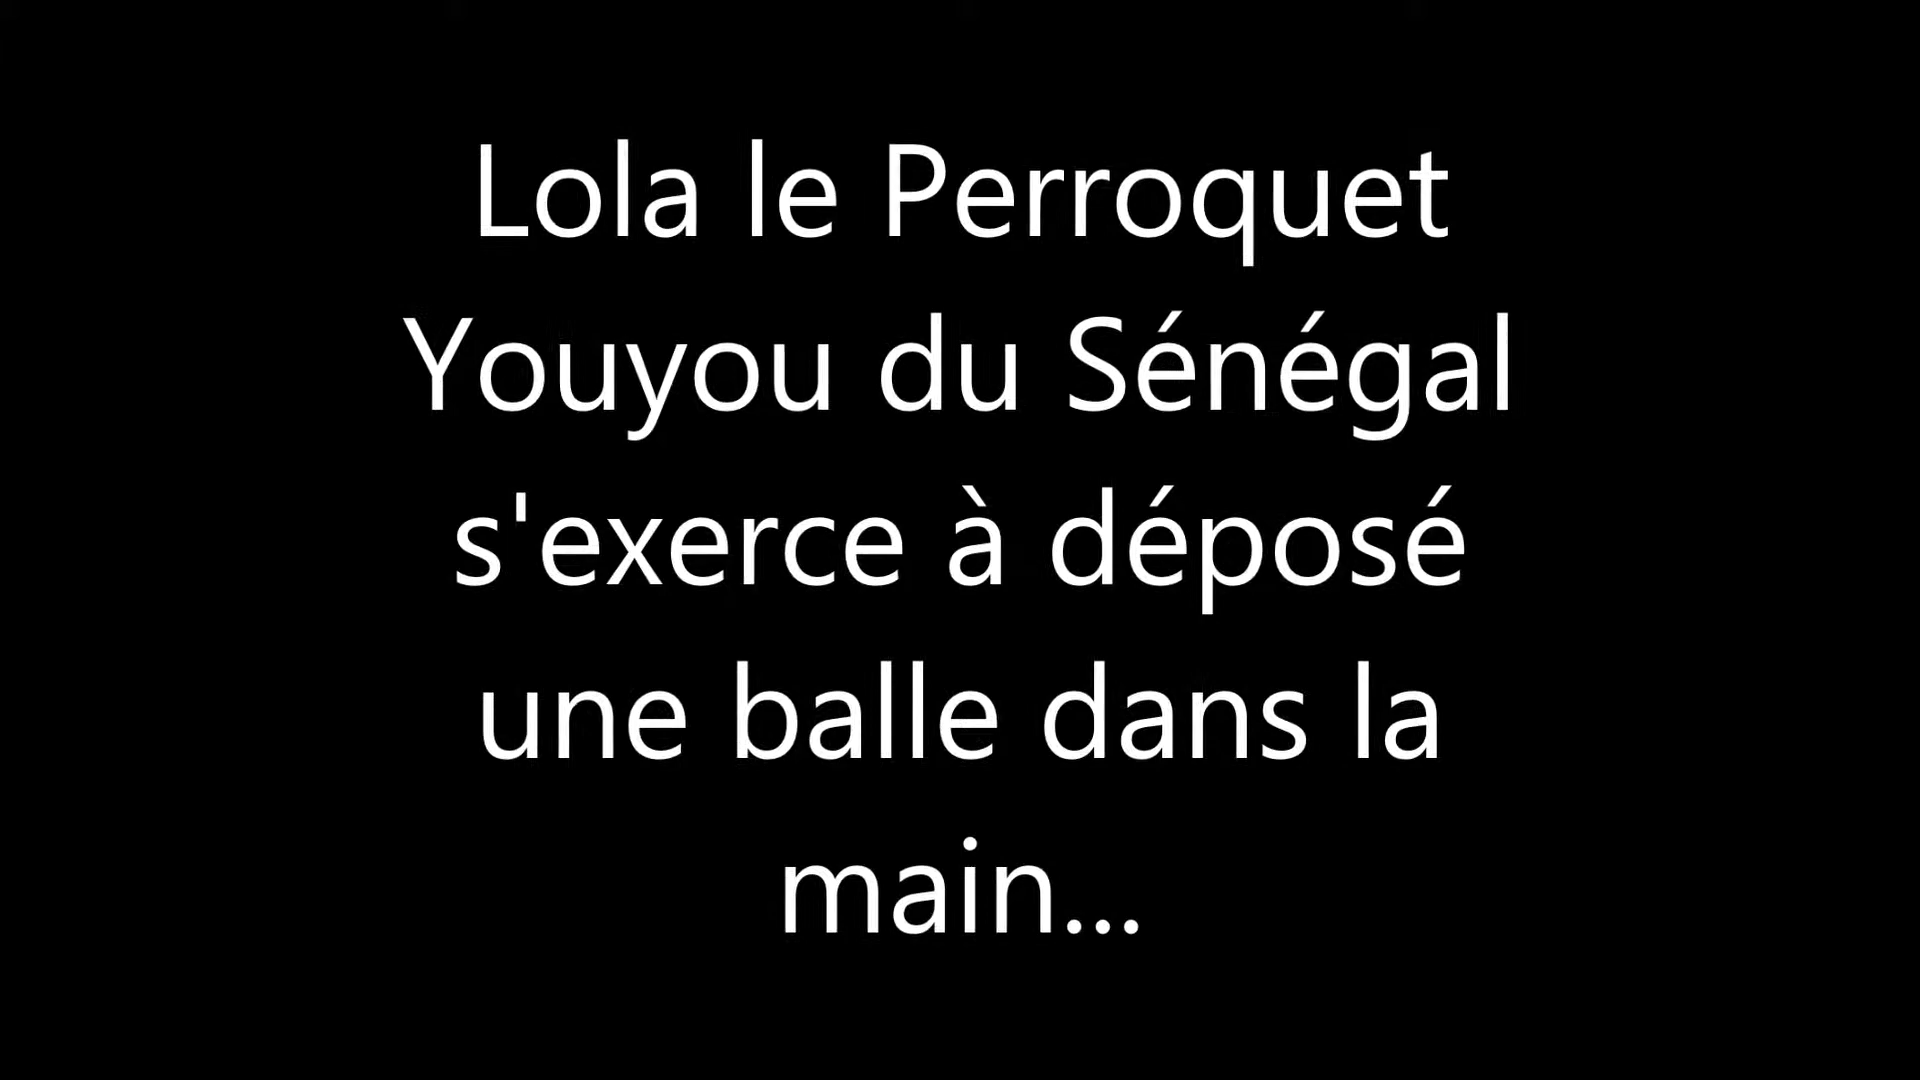 Lola le Perroquet
Youyou du Sénégal
s'exerce à déposé
une balle dans la
main...